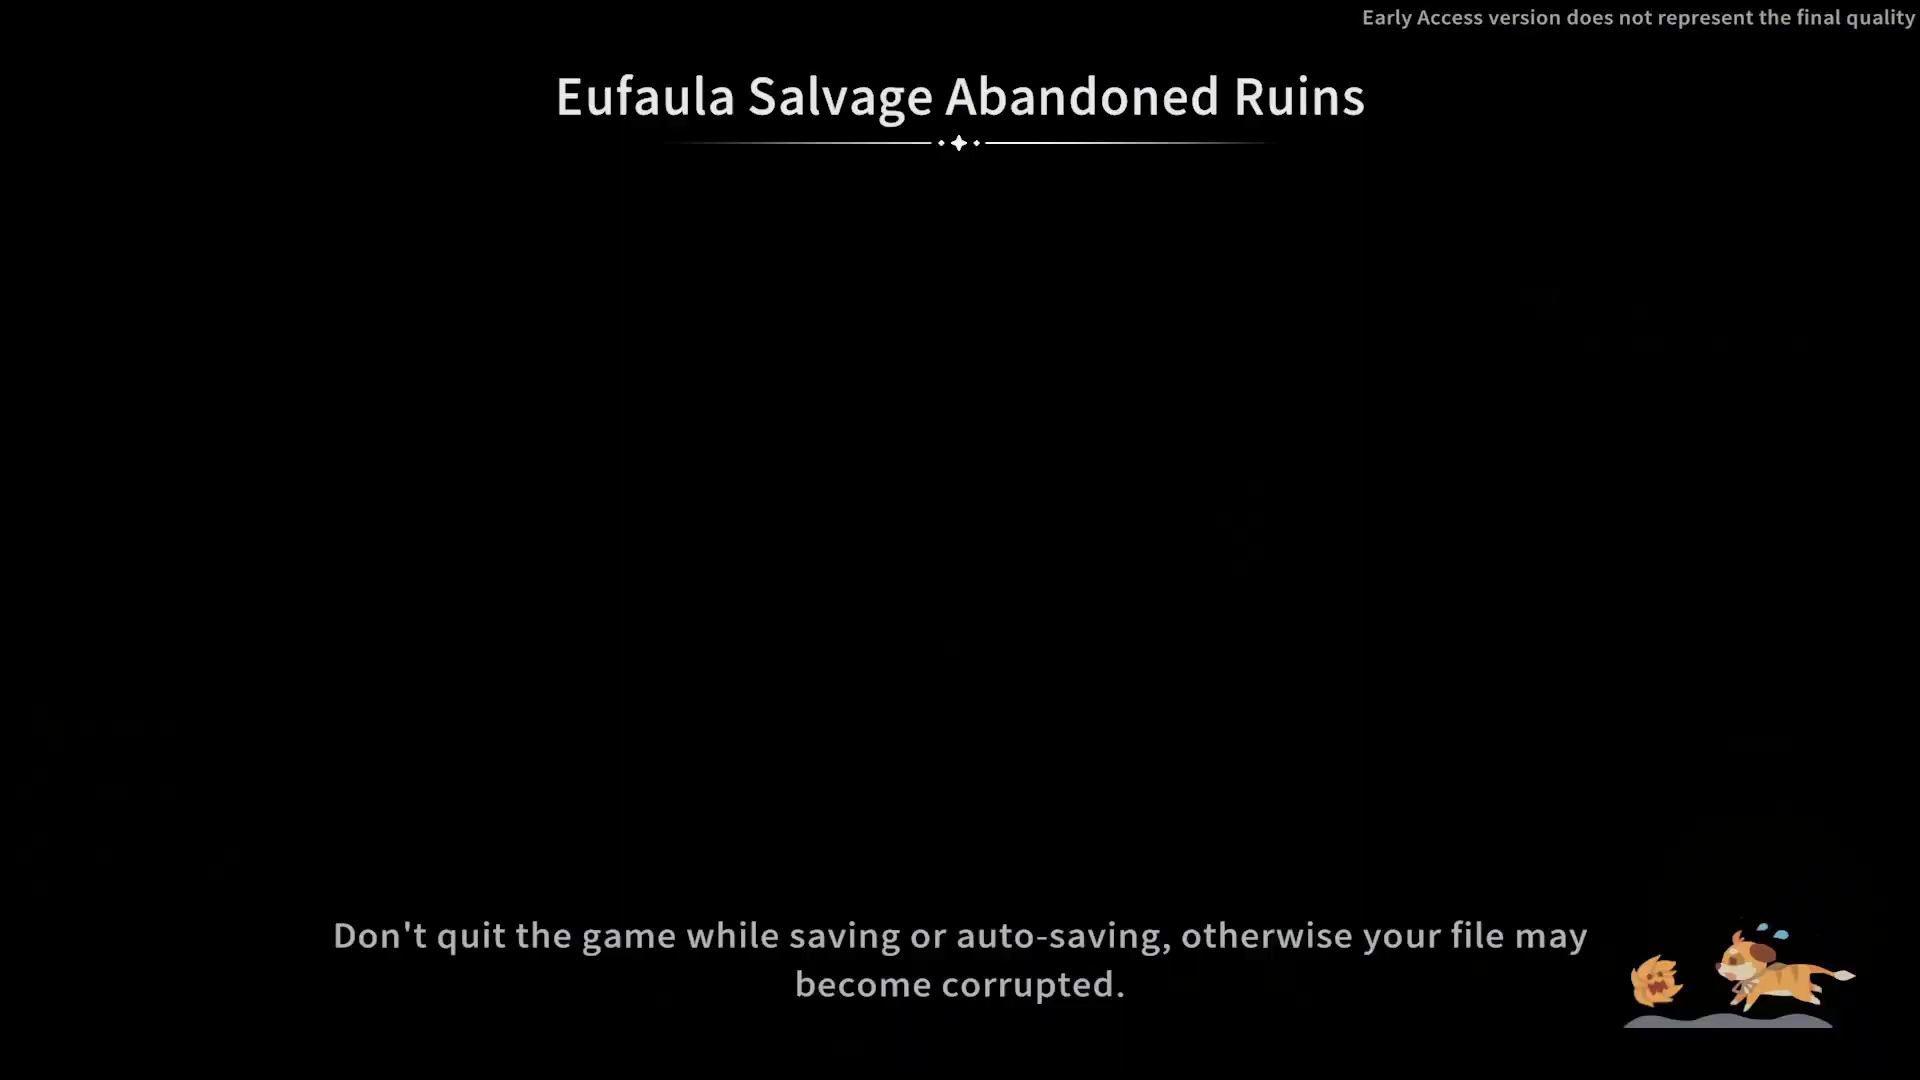 Early Access version does not represent the final quality
Eufaula Salvage Abandoned Ruins
Don't quit the game while saving or auto-saving, otherwise your file may
become corrupted.